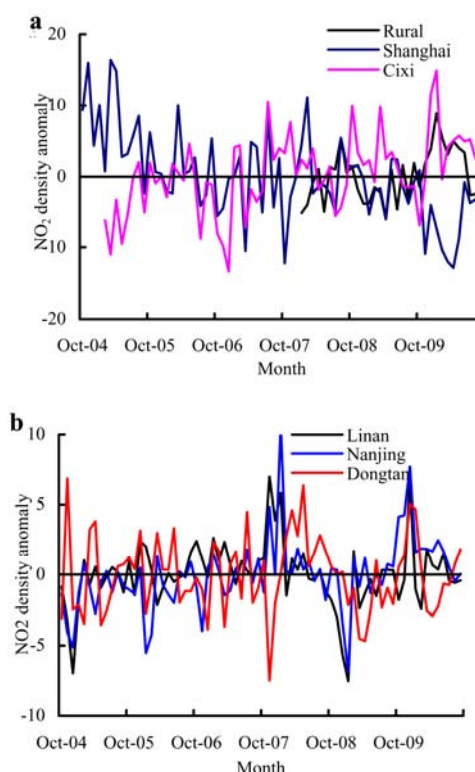 a
20
Rural
Shanghai
Cixi
10
0
-10
-20
NO₂ density anomaly
Oct-04 Oct-05 Oct-06 Oct-07 Oct-08 Oct-09
Month
b
10
Linan
Nanjing
Dongtan
5
0
-5
-10
NO2 density anomaly
Oct-04 Oct-05 Oct-06 Oct-07 Oct-08 Oct-09
Month